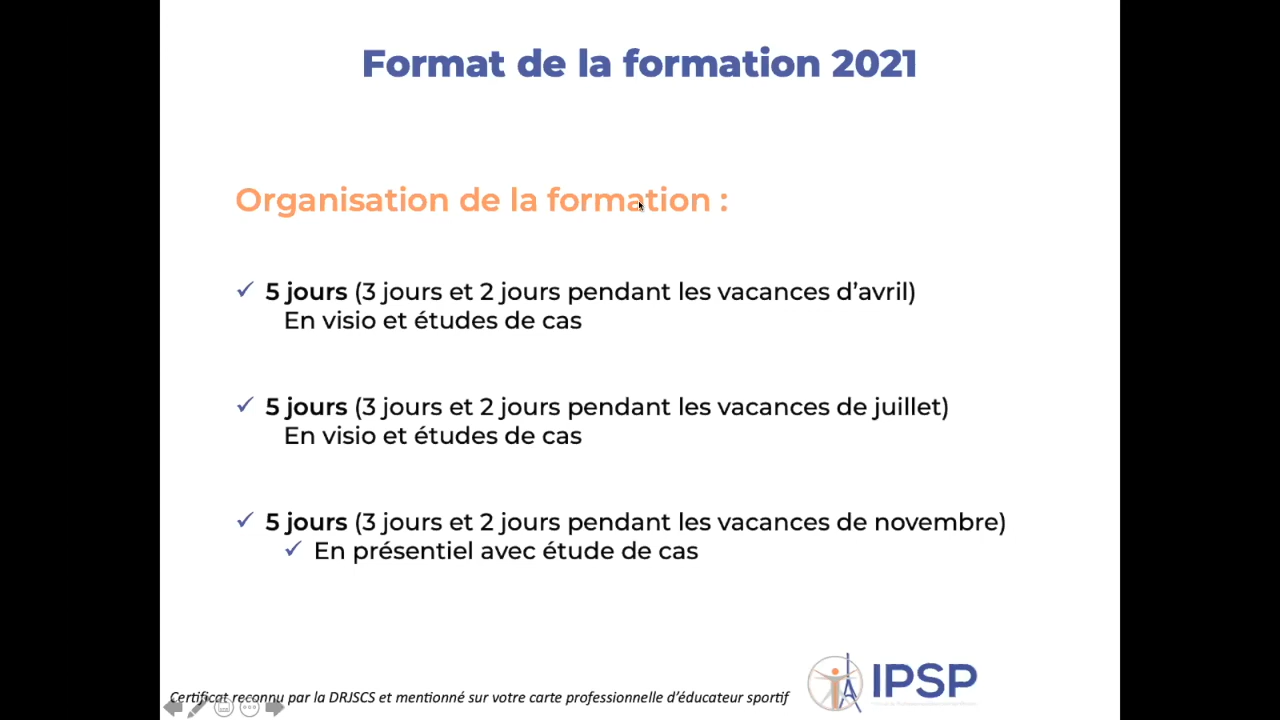 Format de la formation 2021
Organisation de la formation :
✓ 5 jours (3 jours et 2 jours pendant les vacances d’avril)
En visio et études de cas
✓ 5 jours (3 jours et 2 jours pendant les vacances de juillet)
En visio et études de cas
✓ 5 jours (3 jours et 2 jours pendant les vacances de novembre)
✓ En présentiel avec étude de cas
Certificat reconnu par la DRJSCS et mentionné sur votre carte professionnelle d’éducateur sportif
IPSP